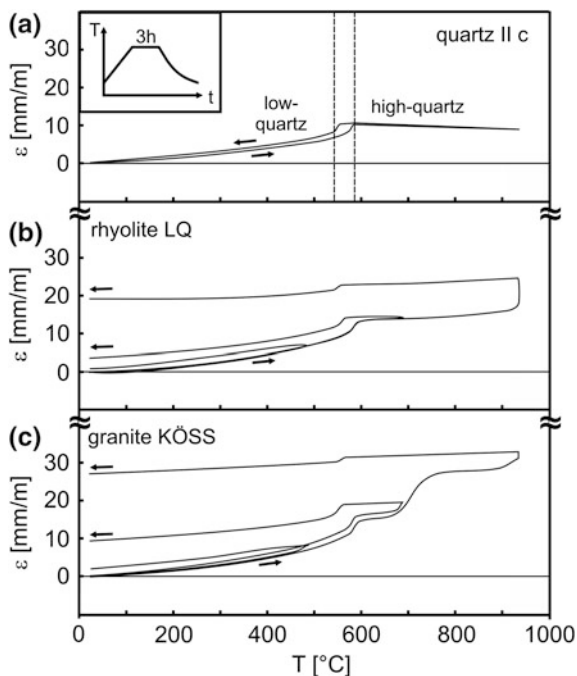 (a)
T
3h
t
quartz II c
low-
quartz
high-quartz
ε [mm/m]
30
20
10
0
(b)
rhyolite LQ
ε [mm/m]
30
20
10
0
(c)
granite KÖSS
ε [mm/m]
30
20
10
0
0
200
400
600
800
1000
T [°C]